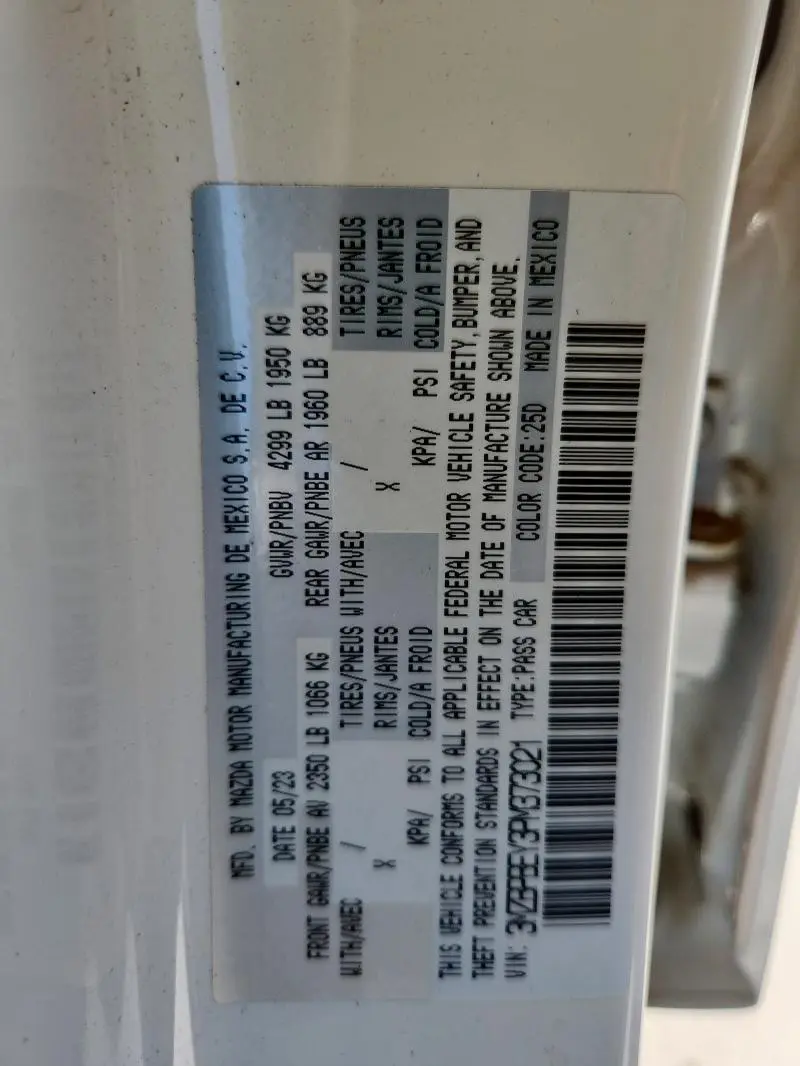 MFD. BY MAZDA MOTOR MANUFACTURING DE MEXICO S.A. DE C.V.
DATE 05/23 GVWR/PNBV 4299 LB 1950 KG
FRONT GAWR/PNBE AV 2350 LB 1066 KG REAR GAWR/PNBE AR 1960 LB 889 KG
WITH/AVEC / TIRES/PNEUS WITH/AVEC / TIRES/PNEUS
X RIMS/JANTES X / RIMS/JANTES
KPA/ PSI COLD/A FROID KPA/ PSI COLD/A FROID
THIS VEHICLE CONFORMS TO ALL APPLICABLE FEDERAL MOTOR VEHICLE SAFETY, BUMPER, AND
THEFT PREVENTION STANDARDS IN EFFECT ON THE DATE OF MANUFACTURE SHOWN ABOVE.
VIN: 3MZBPBEY3PM373021 TYPE:PASS CAR COLOR CODE:25D MADE IN MEXICO